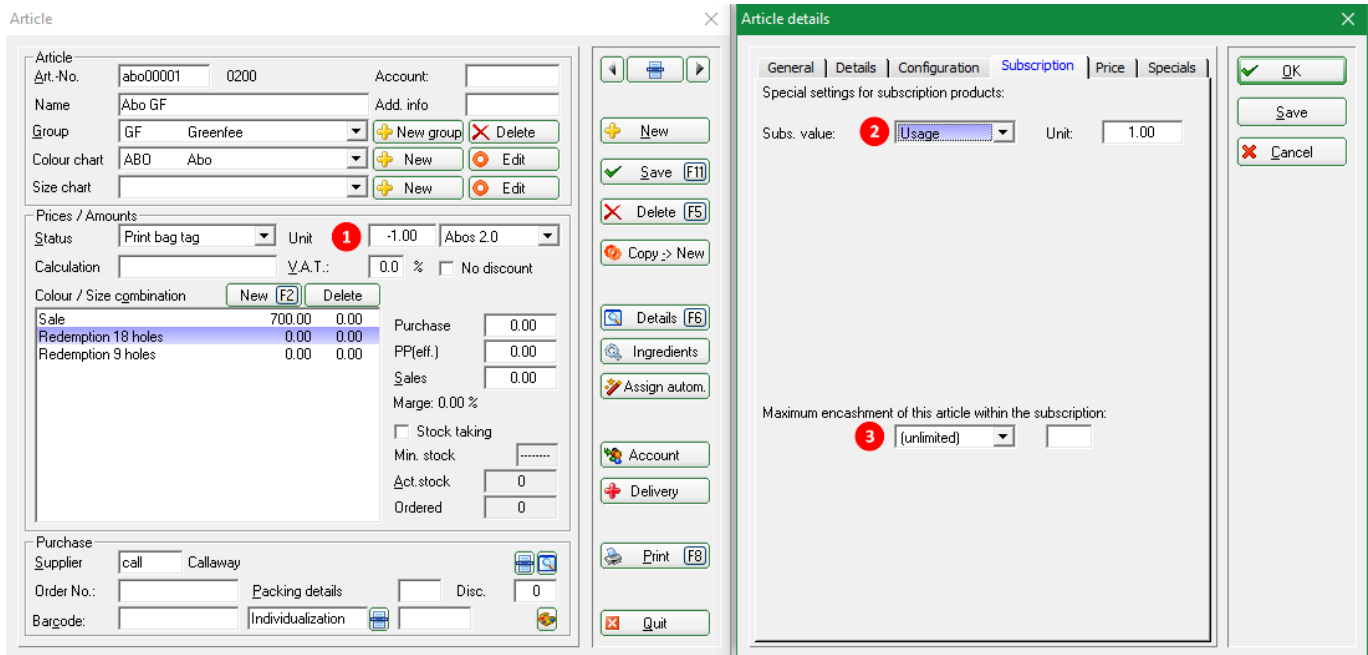 Article
Article
Art.-No. abo00001 0200 Account:
Name Abo GF Add. info
Group GF Greenfee New group Delete
Colour chart ABO Abo New Edit
Size chart New Edit
Prices / Amounts
Status Print bag tag Unit 1 -1.00 Abos 2.0
Calculation V.A.T.: 0.0 % No discount
Colour / Size combination New F2 Delete
Sale 700.00 0.00
Redemption 18 holes 0.00 0.00
Redemption 9 holes 0.00 0.00
Purchase 0.00
PP(eff.) 0.00
Sales 0.00
Marge: 0.00 %
Stock taking
Min. stock --------
Act.stock 0
Ordered 0
Purchase
Supplier call Callaway
Order No.: Packing details Disc. 0
Barcode: Individualization
New
Save F11
Delete F5
Copy -> New
Details F6
Ingredients
Assign autom.
Account
Delivery
Print F8
Quit
Article details
General Details Configuration Subscription Price Specials
Special settings for subscription products:
Subs. value: 2 Usage Unit: 1.00
Maximum encashment of this article within the subscription:
3 (unlimited)
OK
Save
Cancel